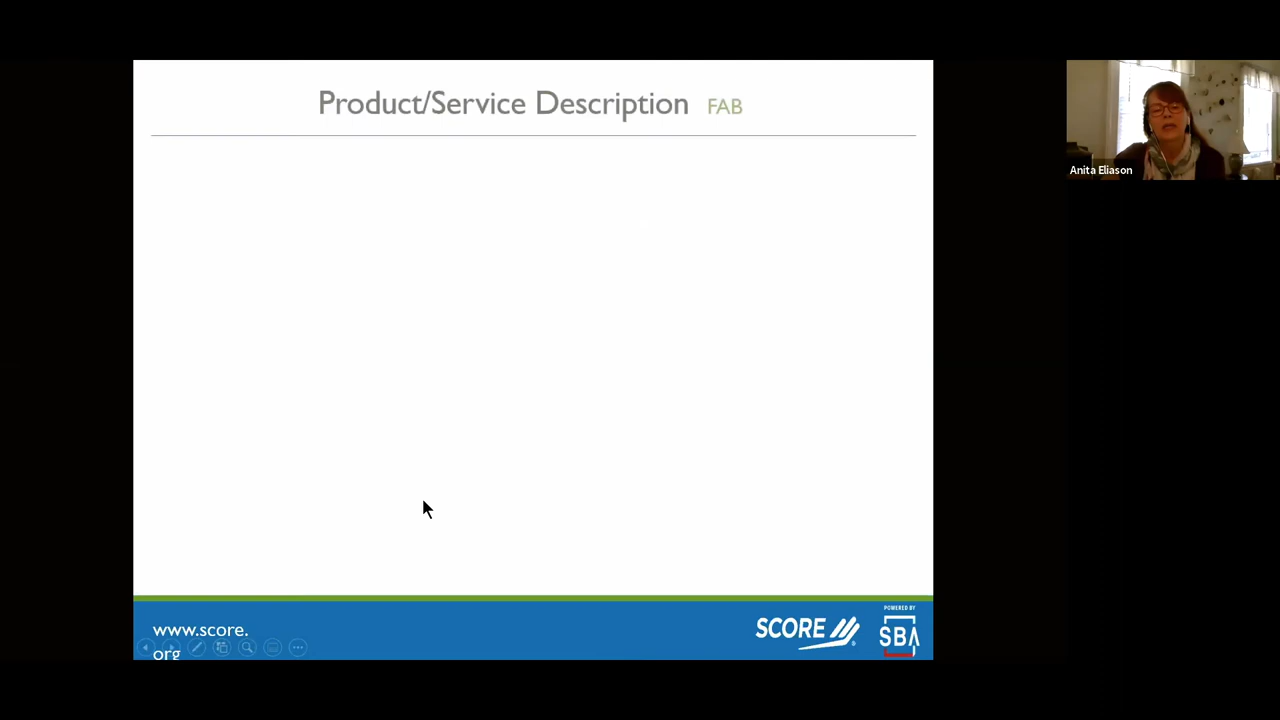 Product/Service Description FAB
Anita Eliason
www.score.
org
SCORE
POWERED BY
SBA